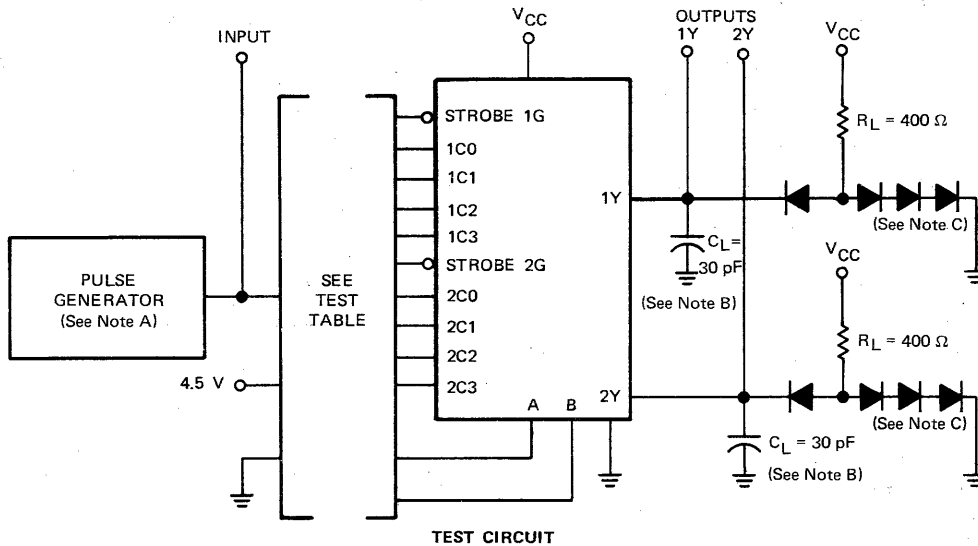 INPUT
VCC
OUTPUTS
1Y 2Y
VCC
STROBE 1G
1C0
1C1
1C2
1C3
STROBE 2G
2C0
2C1
2C2
2C3
A B
1Y
2Y
RL = 400 Ω
(See Note C)
CL = 
30 pF
(See Note B)
VCC
RL = 400 Ω
(See Note C)
CL = 30 pF
(See Note B)
PULSE
GENERATOR
(See Note A)
SEE
TEST
TABLE
4.5 V
TEST CIRCUIT